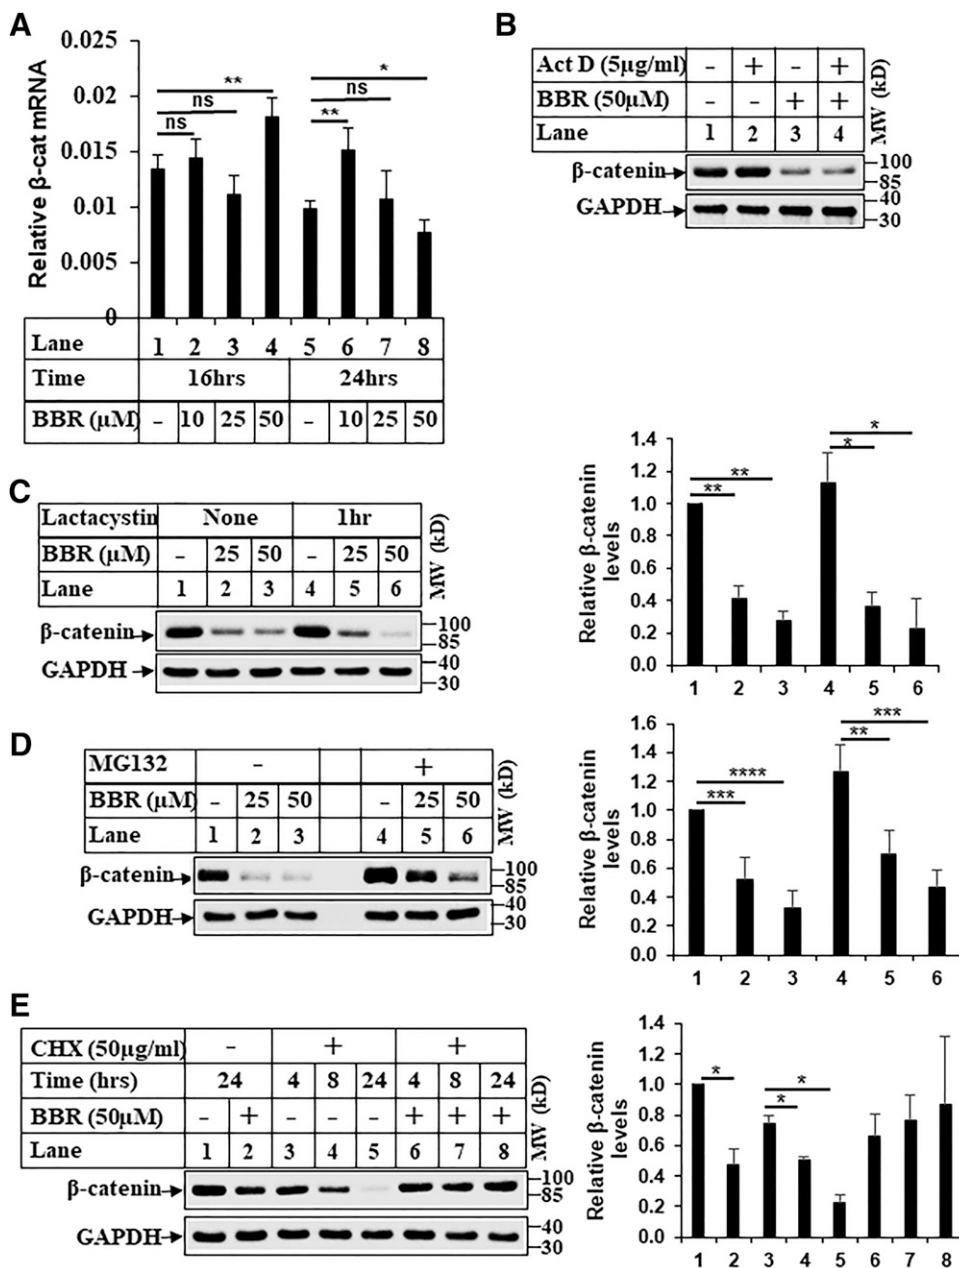 A
Relative β-cat mRNA
0.025
0.02
0.015
0.01
0.005
0
**
ns
ns
*
ns
**
Lane 1 2 3 4 5 6 7 8
Time 16hrs 24hrs
BBR (µM) - 10 25 50 - 10 25 50
B
Act D (5µg/ml) - + - +
BBR (50µM) - - + +
Lane 1 2 3 4
MW (kD)
β-catenin 100
85
GAPDH 40
30
C
Lactacystin None 1hr
BBR (µM) - 25 50 - 25 50
Lane 1 2 3 4 5 6
MW (kD)
β-catenin 100
85
GAPDH 40
30
Relative β-catenin
levels
1.4
1.2
1.0
0.8
0.6
0.4
0.2
0.0
**
**
*
*
1 2 3 4 5 6
D
MG132 - +
BBR (µM) - 25 50 - 25 50
Lane 1 2 3 4 5 6
MW (kD)
β-catenin 100
85
GAPDH 40
30
Relative β-catenin
levels
1.6
1.4
1.2
1.0
0.8
0.6
0.4
0.2
0.0
****
***
***
**
1 2 3 4 5 6
E
CHX (50µg/ml) - + +
Time (hrs) 24 4 8 24 4 8 24
BBR (50µM) - + - - - + + +
Lane 1 2 3 4 5 6 7 8
MW (kD)
β-catenin 100
85
GAPDH 40
30
Relative β-catenin
levels
1.4
1.2
1.0
0.8
0.6
0.4
0.2
0.0
*
*
*
1 2 3 4 5 6 7 8